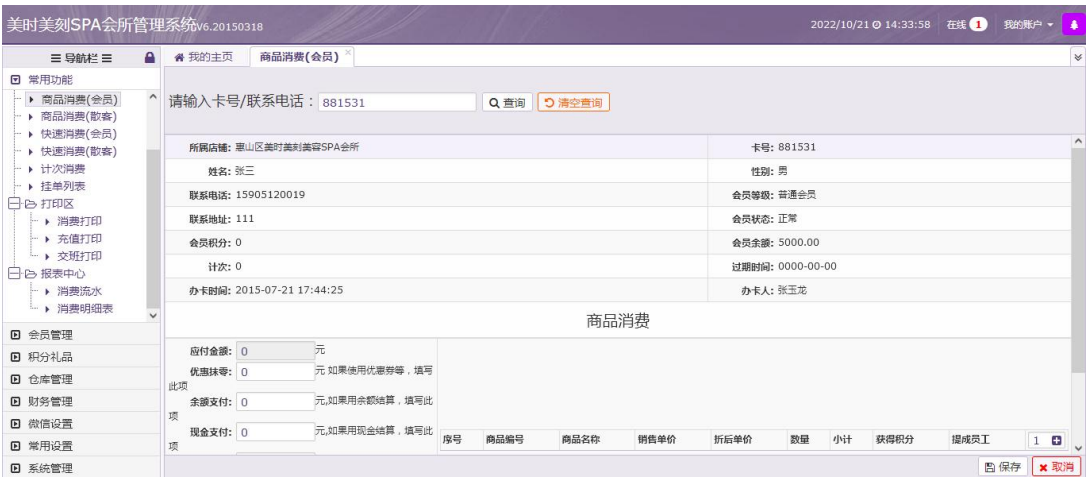 美时美刻SPA会所管理系统V6.20150318
2022/10/21 14:33:58 在线 1 我的账户
导航栏
我的主页 商品消费(会员)
常用功能
商品消费(会员)
商品消费(散客)
快速消费(会员)
快速消费(散客)
计次消费
挂单列表
打印区
消费打印
充值打印
交班打印
报表中心
消费流水
消费明细表
会员管理
积分礼品
仓库管理
财务管理
微信设置
常用设置
系统管理
请输入卡号/联系电话：881531 查询 清空查询
所属店铺: 惠山区美时美刻美容SPA会所 卡号: 881531
姓名: 张三 性别: 男
联系电话: 15905120019 会员等级: 普通会员
联系地址: 111 会员状态: 正常
会员积分: 0 会员余额: 5000.00
计次: 0 过期时间: 0000-00-00
办卡时间: 2015-07-21 17:44:25 办卡人: 张玉龙
商品消费
应付金额: 0 元
优惠抹零: 0 元 如果使用优惠券等，填写
此项
余额支付: 0 元,如果用余额结算，填写此
项
现金支付: 0 元,如果用现金结算，填写此
项
序号 商品编号 商品名称 销售单价 折后单价 数量 小计 获得积分 提成员工 1
保存 取消